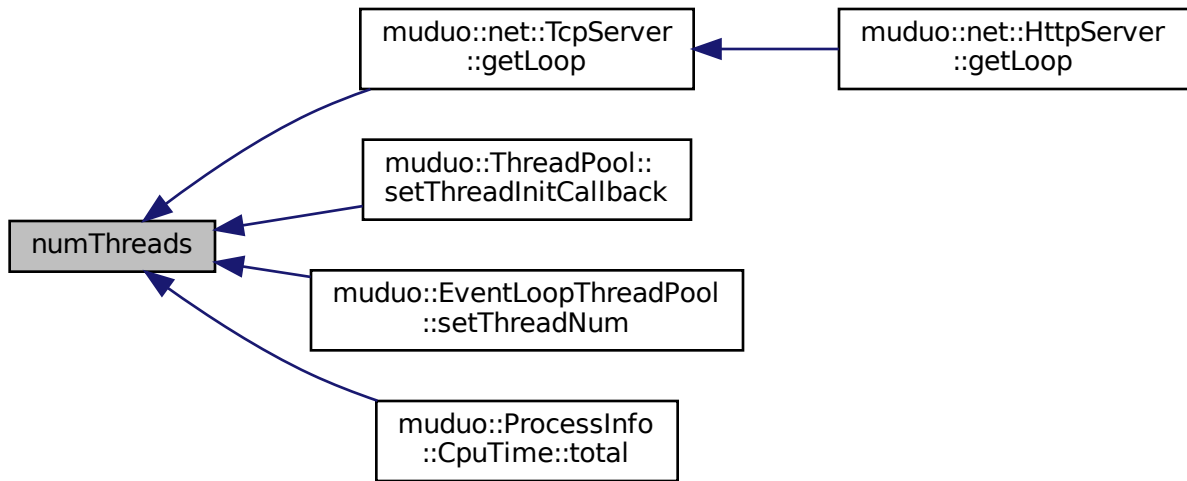 muduo::net::TcpServer
::getLoop
muduo::net::HttpServer
::getLoop
muduo::ThreadPool::
setThreadInitCallback
numThreads
muduo::EventLoopThreadPool
::setThreadNum
muduo::ProcessInfo
::CpuTime::total